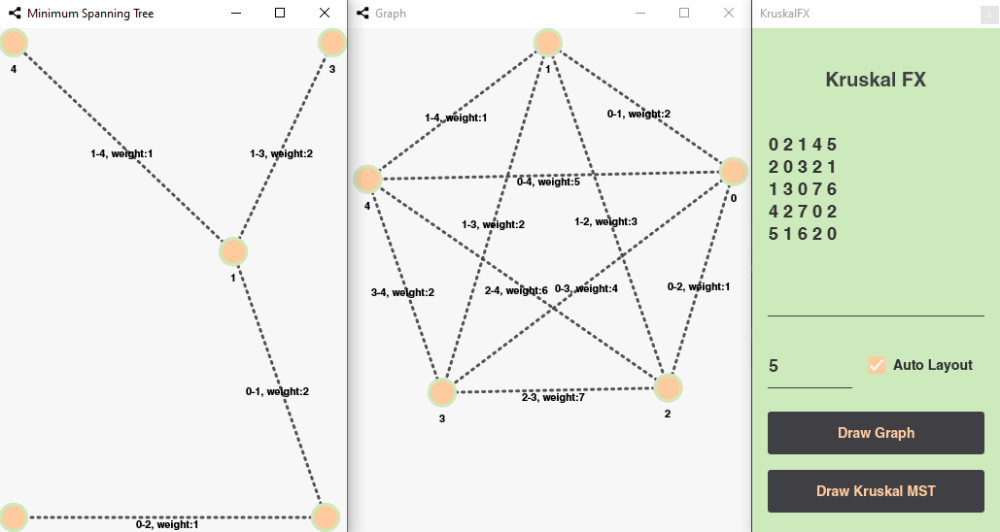 Minimum Spanning Tree
4
3
1-4, weight:1
1-3, weight:2
1
0-1, weight:2
0-2, weight:1
Graph
1
1-4, weight:1
0-1, weight:2
0-4, weight:5
4
0
1-3, weight:2
1-2, weight:3
3-4, weight:2
2-4, weight:6
0-3, weight:4
0-2, weight:1
2-3, weight:7
3
2
KruskalFX
x
Kruskal FX
0 2 1 4 5
2 0 3 2 1
1 3 0 7 6
4 2 7 0 2
5 1 6 2 0
5
Auto Layout
Draw Graph
Draw Kruskal MST